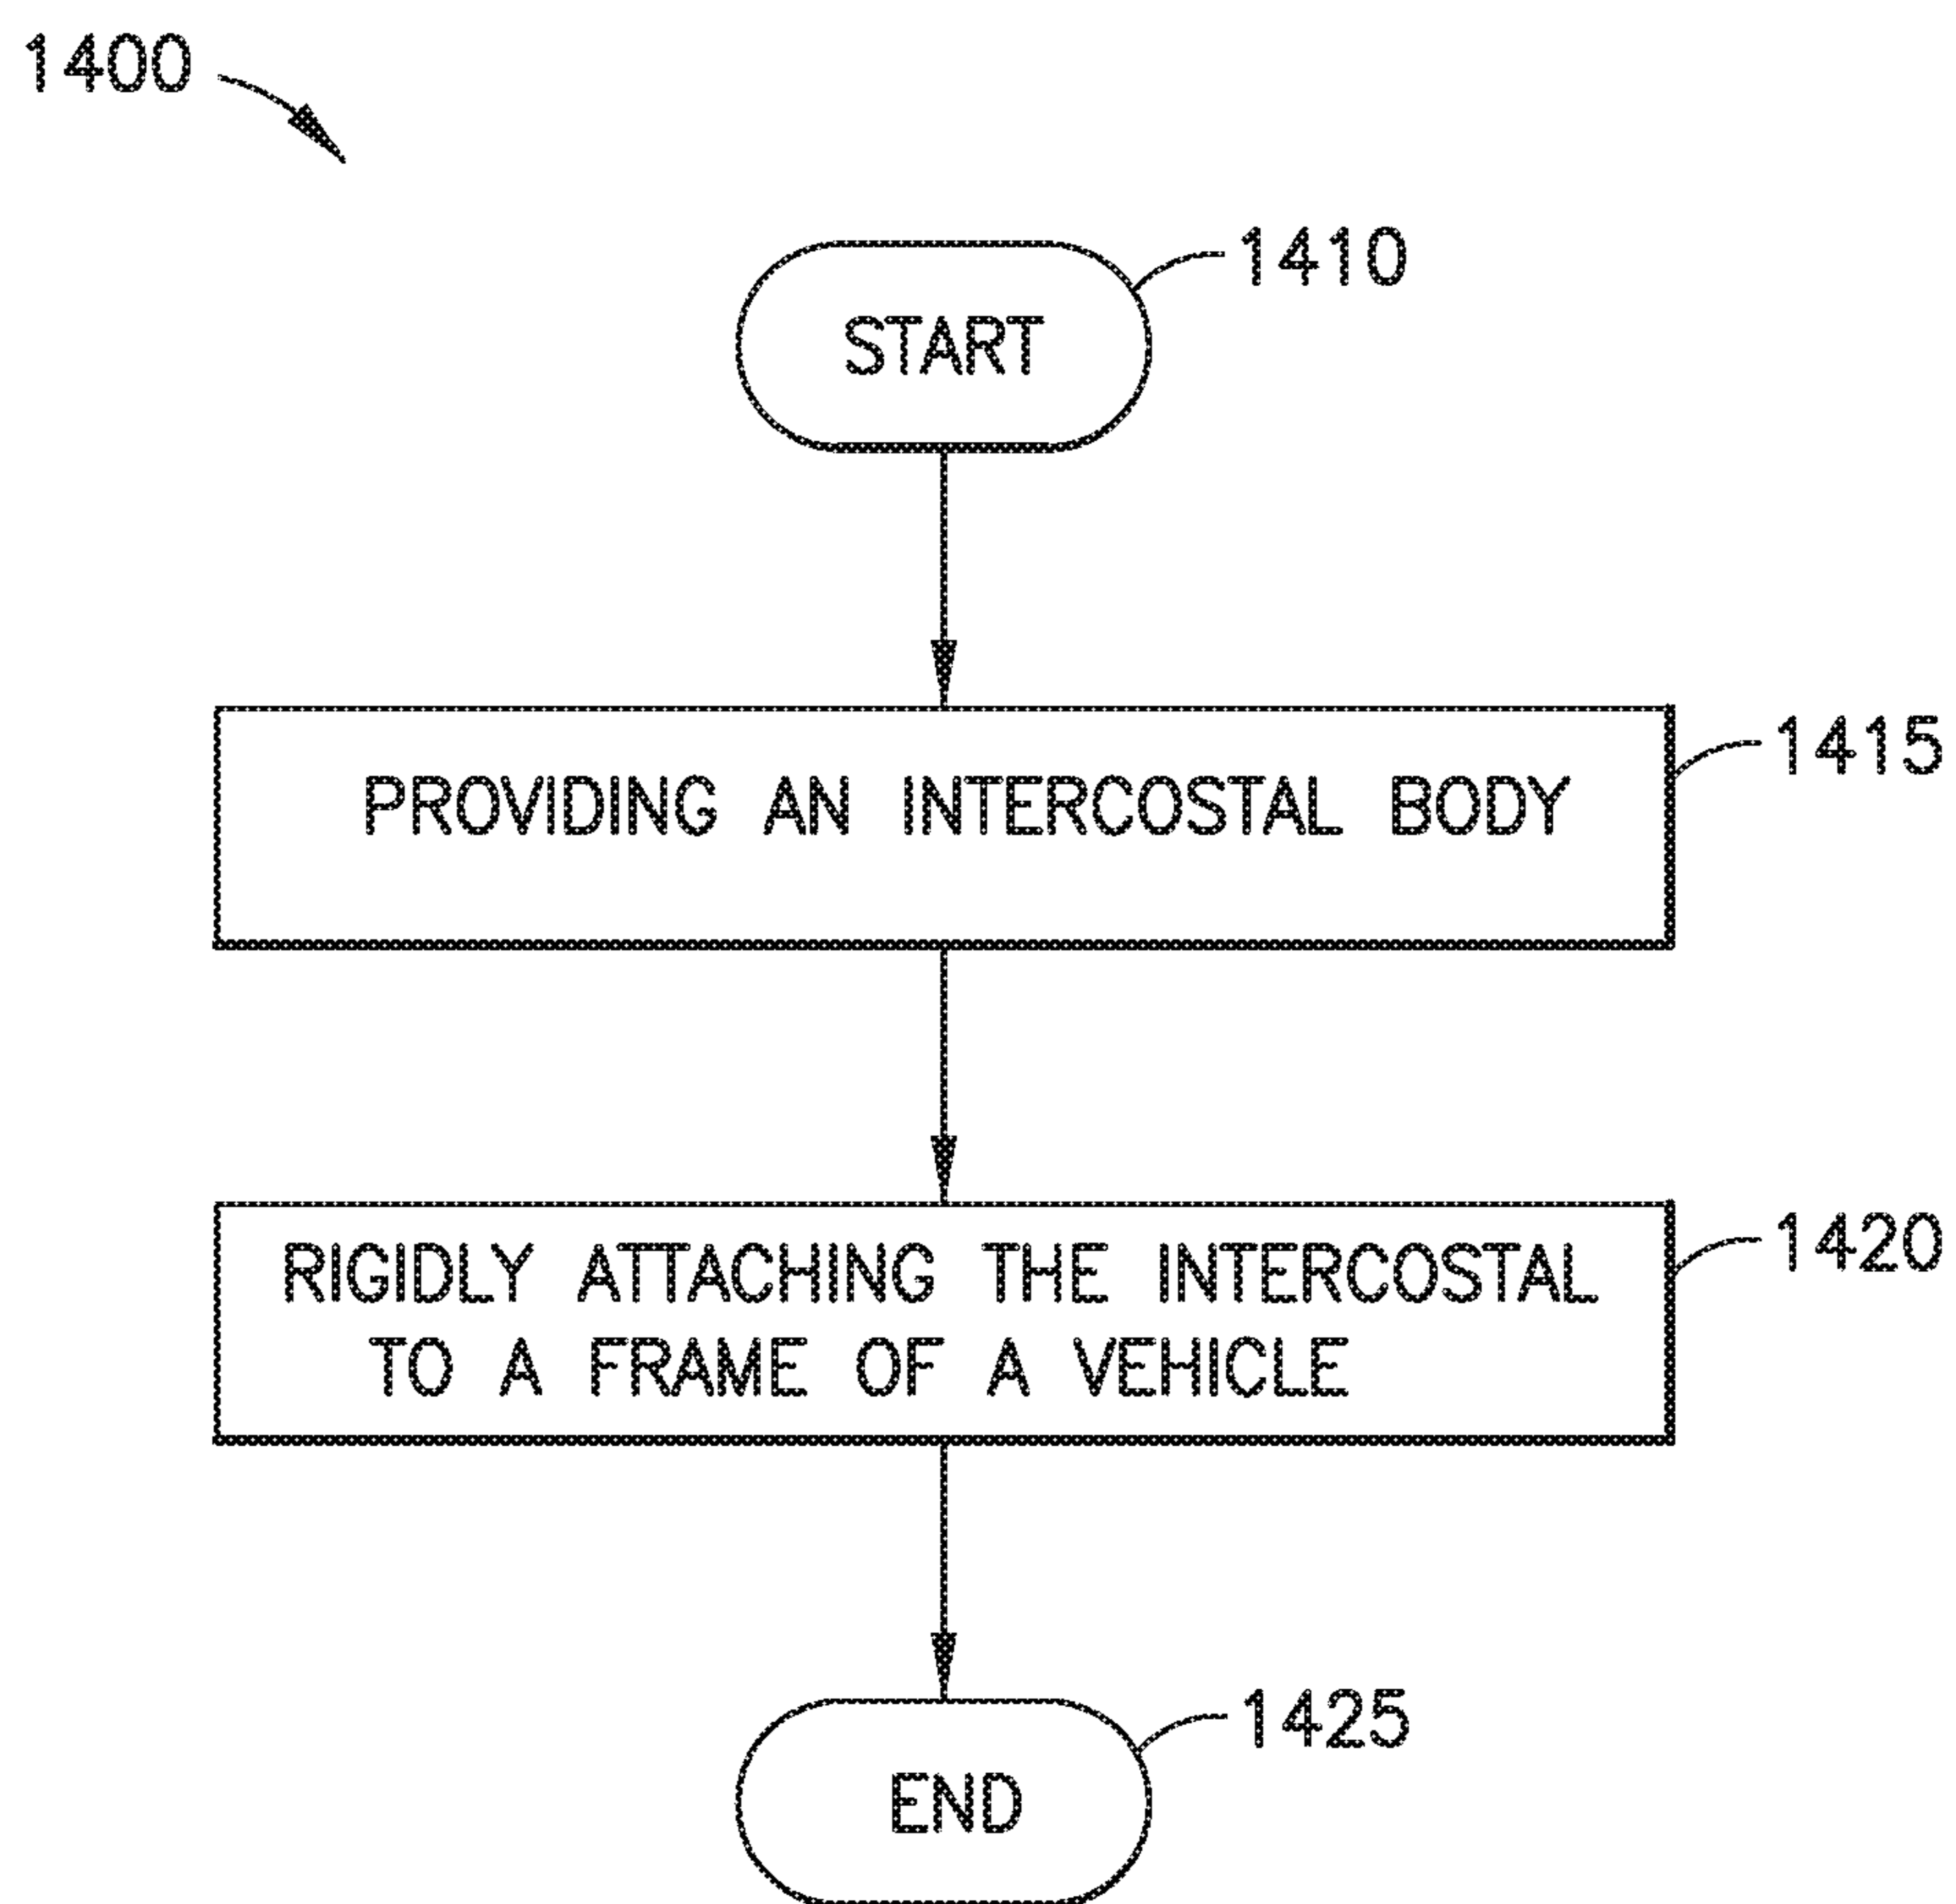 1400
1410
START
1415
PROVIDING AN INTERCOSTAL BODY
1420
RIGIDLY ATTACHING THE INTERCOSTAL
TO A FRAME OF A VEHICLE
1425
END